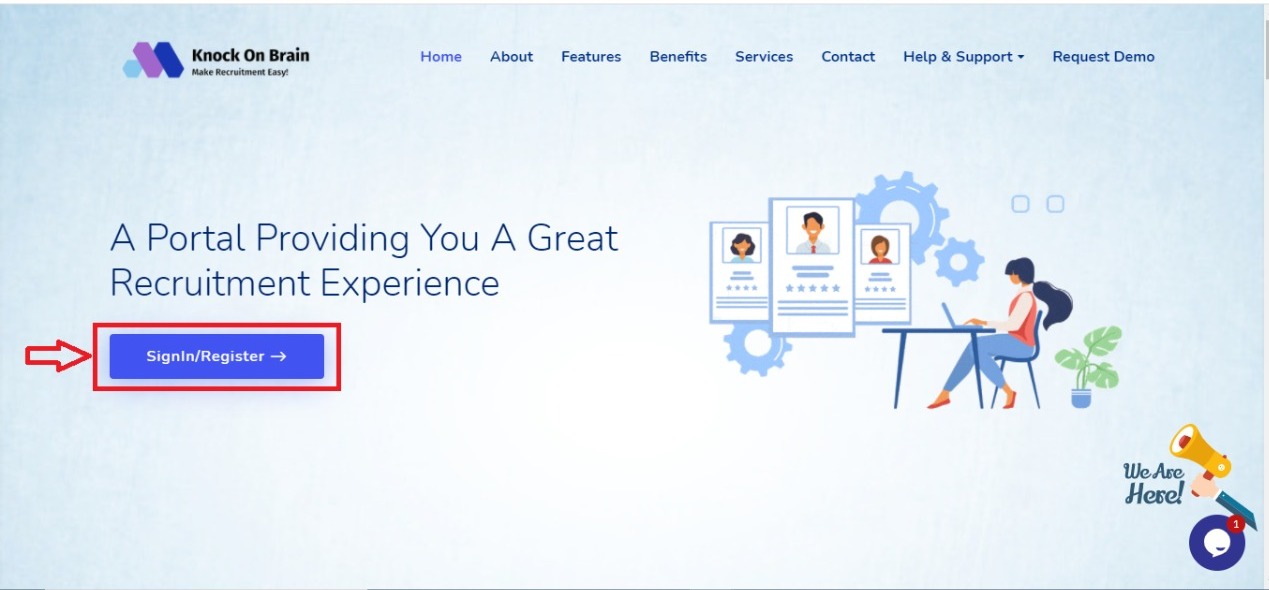 Knock On Brain
Make Recruitment Easy!
Home
About
Features
Benefits
Services
Contact
Help & Support
Request Demo
A Portal Providing You A Great
Recruitment Experience
SignIn/Register →
We Are
Here!
1